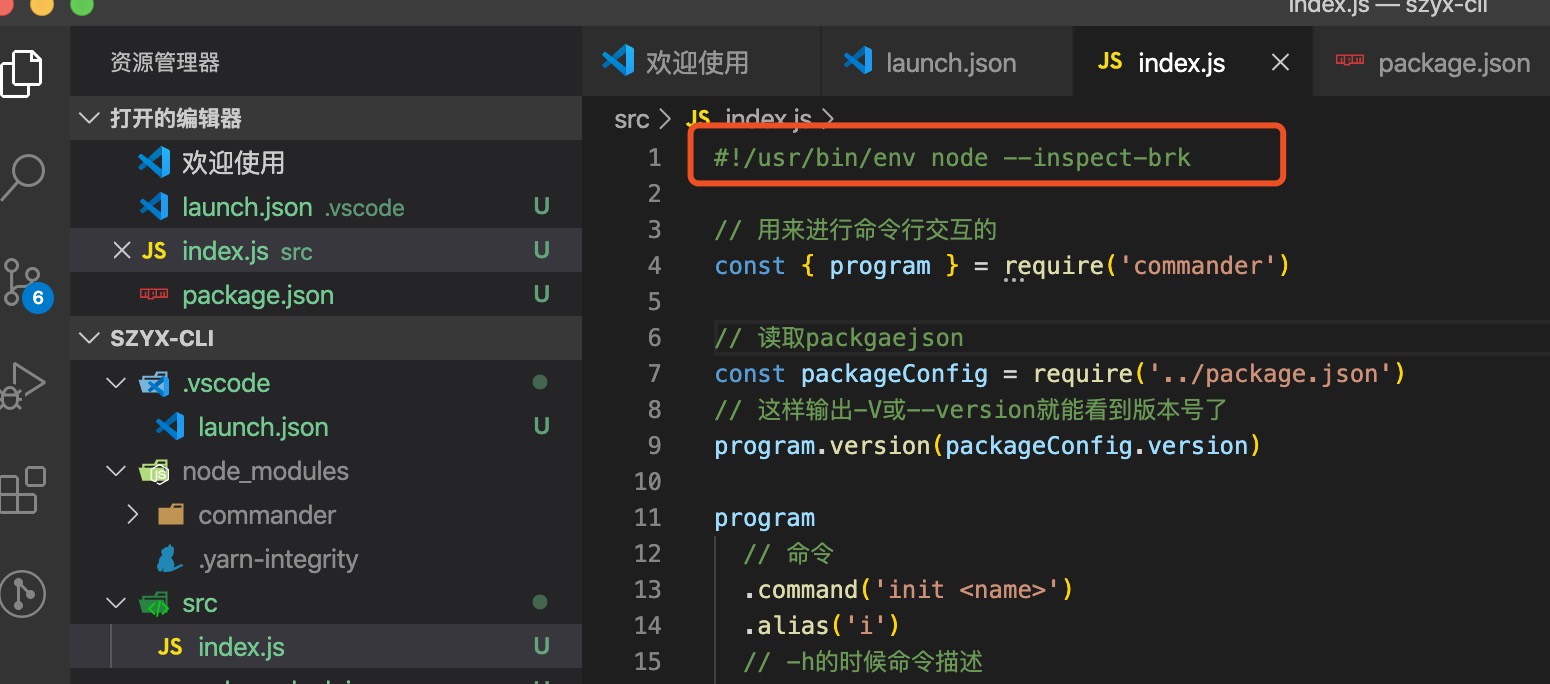 index.js — szyx-cli
资源管理器
打开的编辑器
欢迎使用
launch.json .vscode U
JS index.js src U
package.json U
6
SZYX-CLI
.vscode
launch.json U
node_modules
commander
.yarn-integrity
src
JS index.js U
欢迎使用
launch.json
JS index.js
package.json
src > JS index.js >
1 #!/usr/bin/env node --inspect-brk
2
3 // 用来进行命令行交互的
4 const { program } = require('commander')
5
6 // 读取packgaejson
7 const packageConfig = require('../package.json')
8 // 这样输出-V或--version就能看到版本号了
9 program.version(packageConfig.version)
10
11 program
12 // 命令
13 .command('init <name>')
14 .alias('i')
15 // -h的时候命令描述